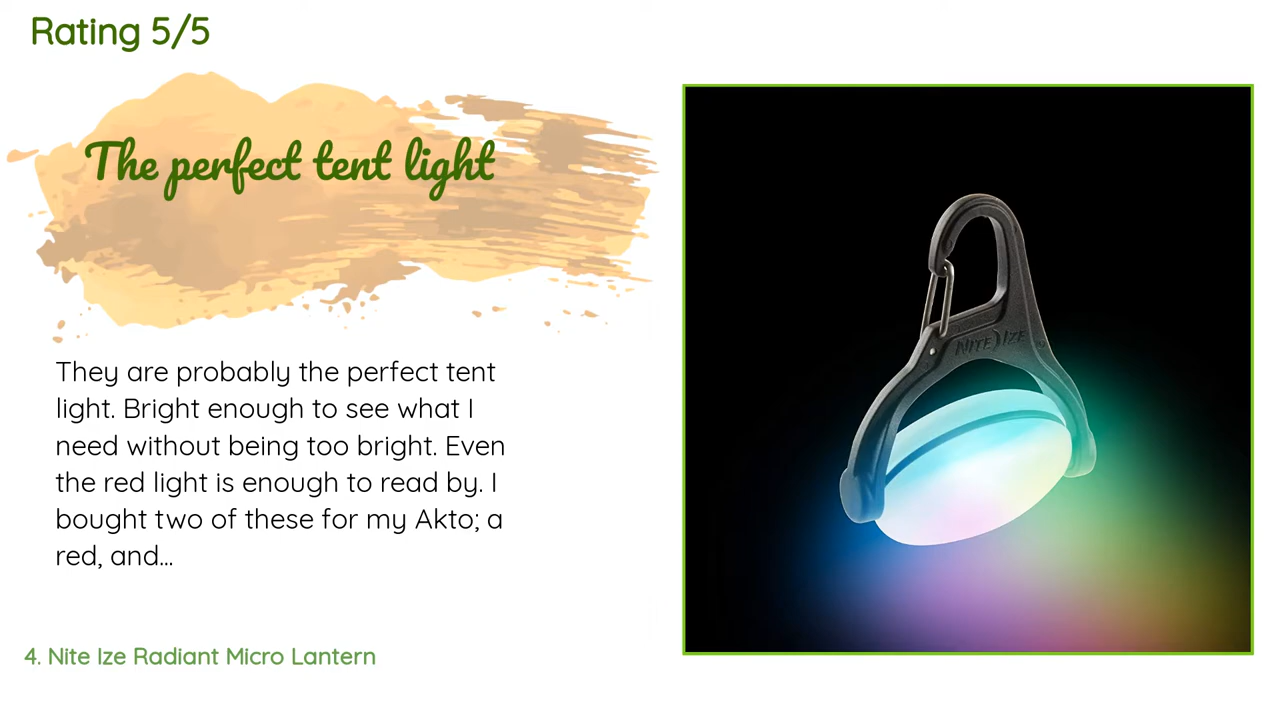 Rating 5/5
The perfect tent light
They are probably the perfect tent
light. Bright enough to see what I
need without being too bright. Even
the red light is enough to read by. I
bought two of these for my Akto; a
red, and...
4. Nite Ize Radiant Micro Lantern
NITE IZE